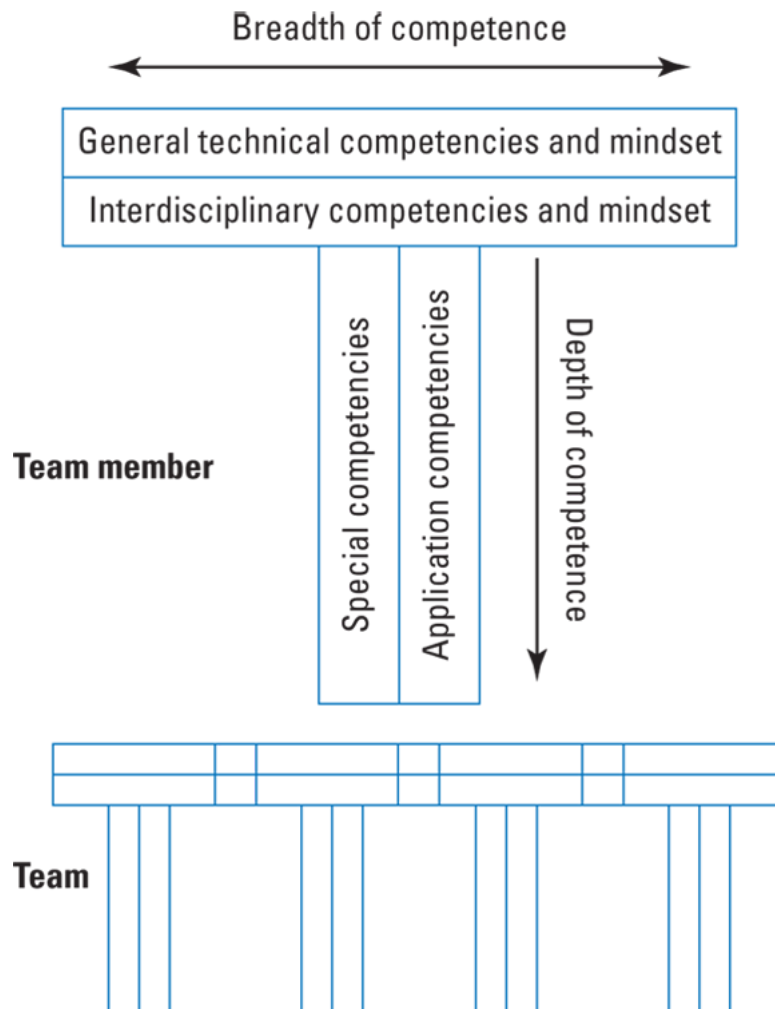 Breadth of competence
General technical competencies and mindset
Interdisciplinary competencies and mindset
Special competencies
Application competencies
Depth of competence
Team member
Team